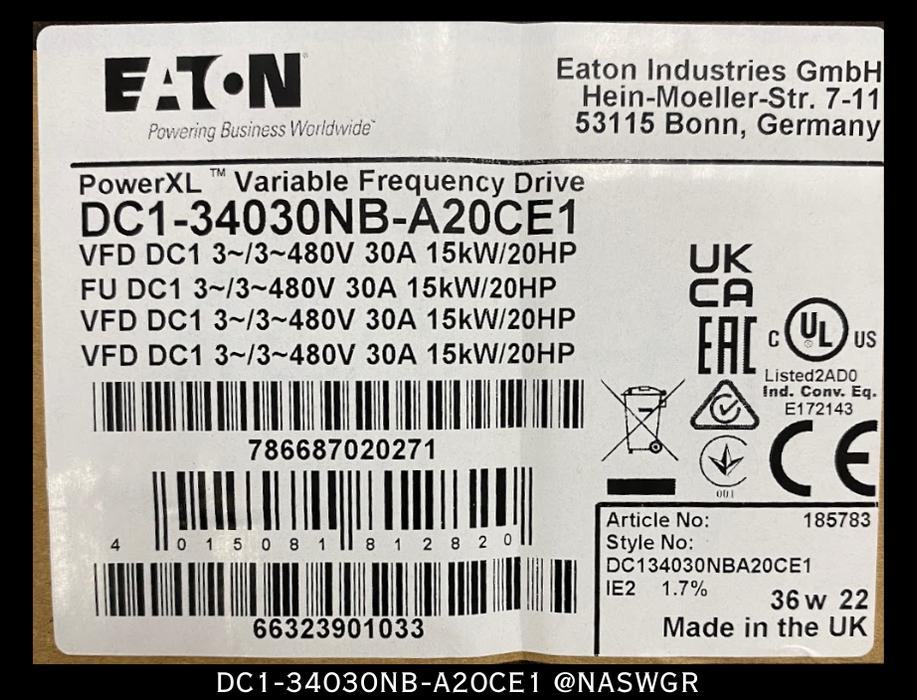 EATON
Powering Business Worldwide™
Eaton Industries GmbH
Hein-Moeller-Str. 7-11
53115 Bonn, Germany
PowerXL™ Variable Frequency Drive
DC1-34030NB-A20CE1
VFD DC1 3~/3~480V 30A 15kW/20HP
FU DC1 3~/3~480V 30A 15kW/20HP
VFD DC1 3~/3~480V 30A 15kW/20HP
VFD DC1 3~/3~480V 30A 15kW/20HP
786687020271
4 015081 812820
66323901033
UK
CA
EAC
C UL US
Listed2AD0
Ind. Conv. Eq.
E172143
001
CE
Article No: 185783
Style No:
DC134030NBA20CE1
IE2 1.7%
36w 22
Made in the UK
DC1-34030NB-A20CE1 @NASWGR